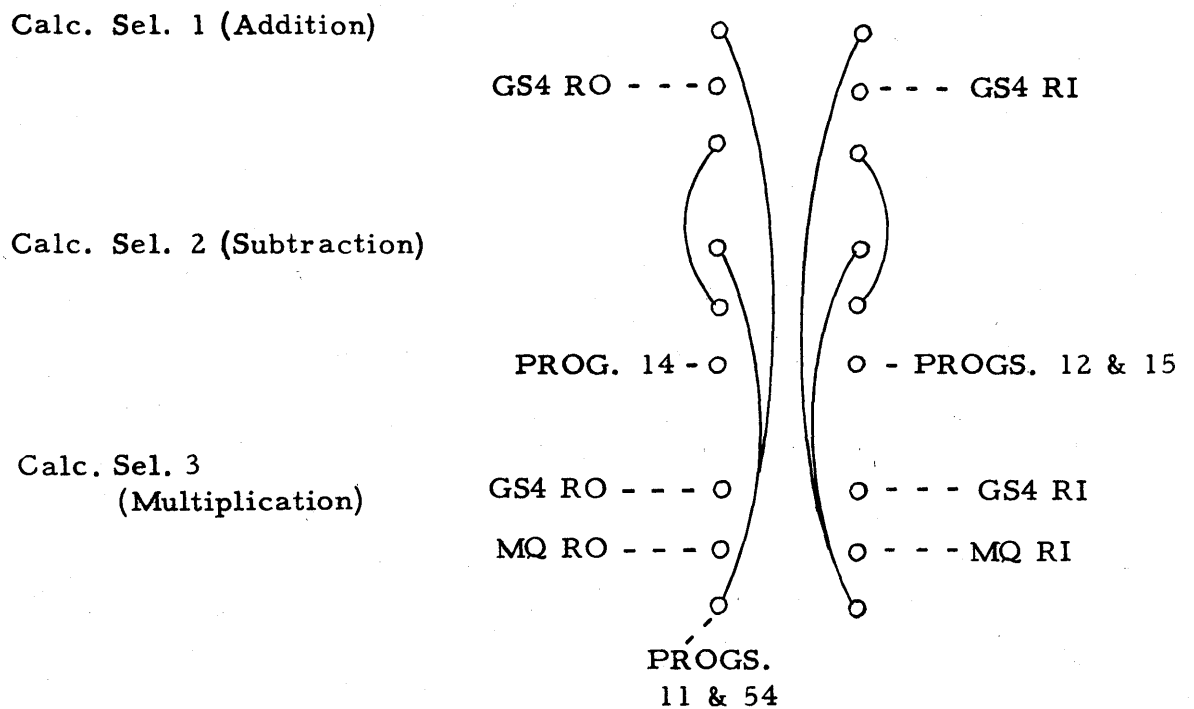 Calc. Sel. 1 (Addition)
GS4 RO - - - - - - GS4 RI
Calc. Sel. 2 (Subtraction)
PROG. 14 - - PROGS. 12 & 15
Calc. Sel. 3
(Multiplication)
GS4 RO - - - - - - GS4 RI
MQ RO - - - - - - MQ RI
PROGS.
11 & 54